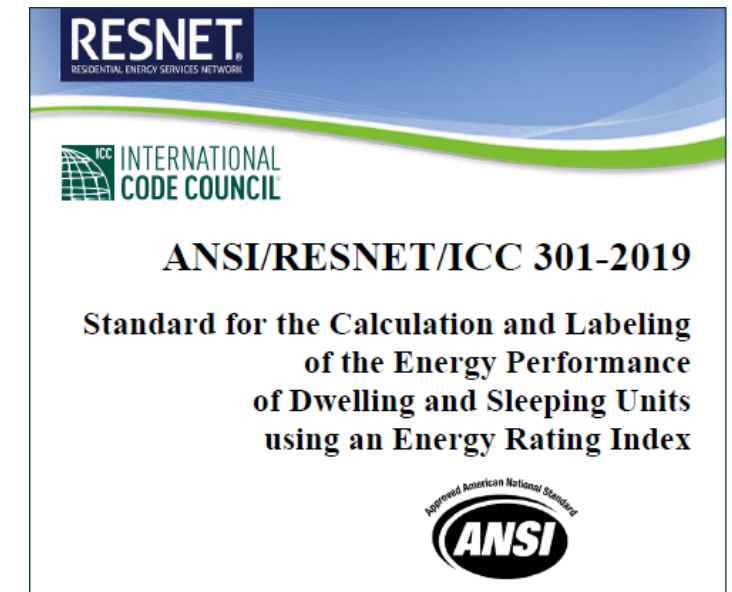 RESNET®
RESIDENTIAL ENERGY SERVICES NETWORK
ICC INTERNATIONAL
CODE COUNCIL®
ANSI/RESNET/ICC 301-2019
Standard for the Calculation and Labeling
of the Energy Performance
of Dwelling and Sleeping Units
using an Energy Rating Index
Approved American National Standard
ANSI